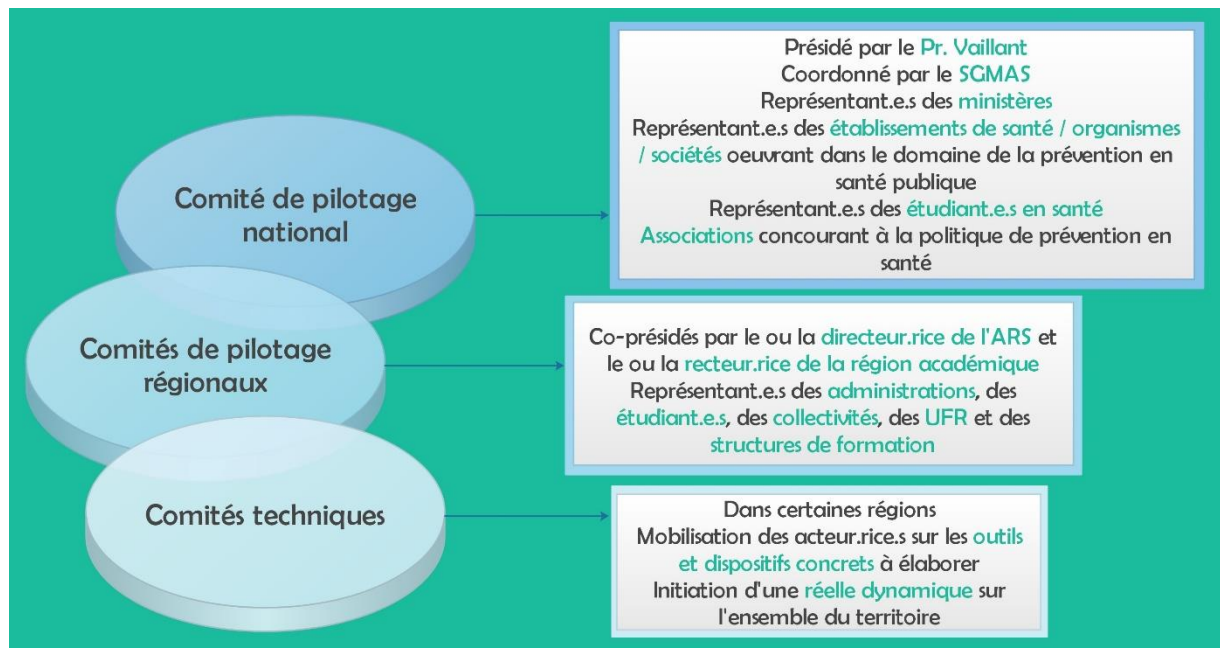 Comité de pilotage
national
Présidé par le Pr. Vaillant
Coordonné par le SGMAS
Représentant.e.s des ministères
Représentant.e.s des établissements de santé / organismes
/ sociétés oeuvrant dans le domaine de la prévention en
santé publique
Représentant.e.s des étudiant.e.s en santé
Associations concourant à la politique de prévention en
santé
Comités de pilotage
régionaux
Co-présidés par le ou la directeur.rice de l'ARS et
le ou la recteur.rice de la région académique
Représentant.e.s des administrations, des
étudiant.e.s, des collectivités, des UFR et des
structures de formation
Comités techniques
Dans certaines régions
Mobilisation des acteur.rice.s sur les outils
et dispositifs concrets à élaborer
Initiation d'une réelle dynamique sur
l'ensemble du territoire